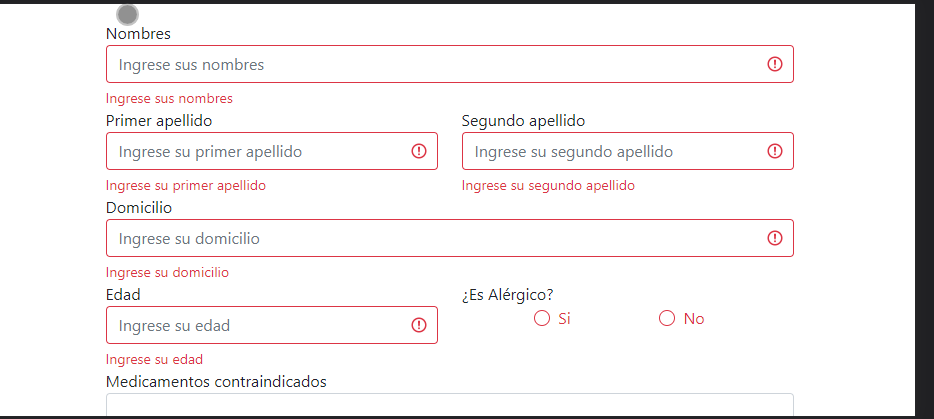 Nombres
Ingrese sus nombres
Ingrese sus nombres
Primer apellido
Segundo apellido
Ingrese su primer apellido
Ingrese su segundo apellido
Ingrese su primer apellido
Ingrese su segundo apellido
Domicilio
Ingrese su domicilio
Ingrese su domicilio
Edad
¿Es Alérgico?
Ingrese su edad
Si
No
Ingrese su edad
Medicamentos contraindicados